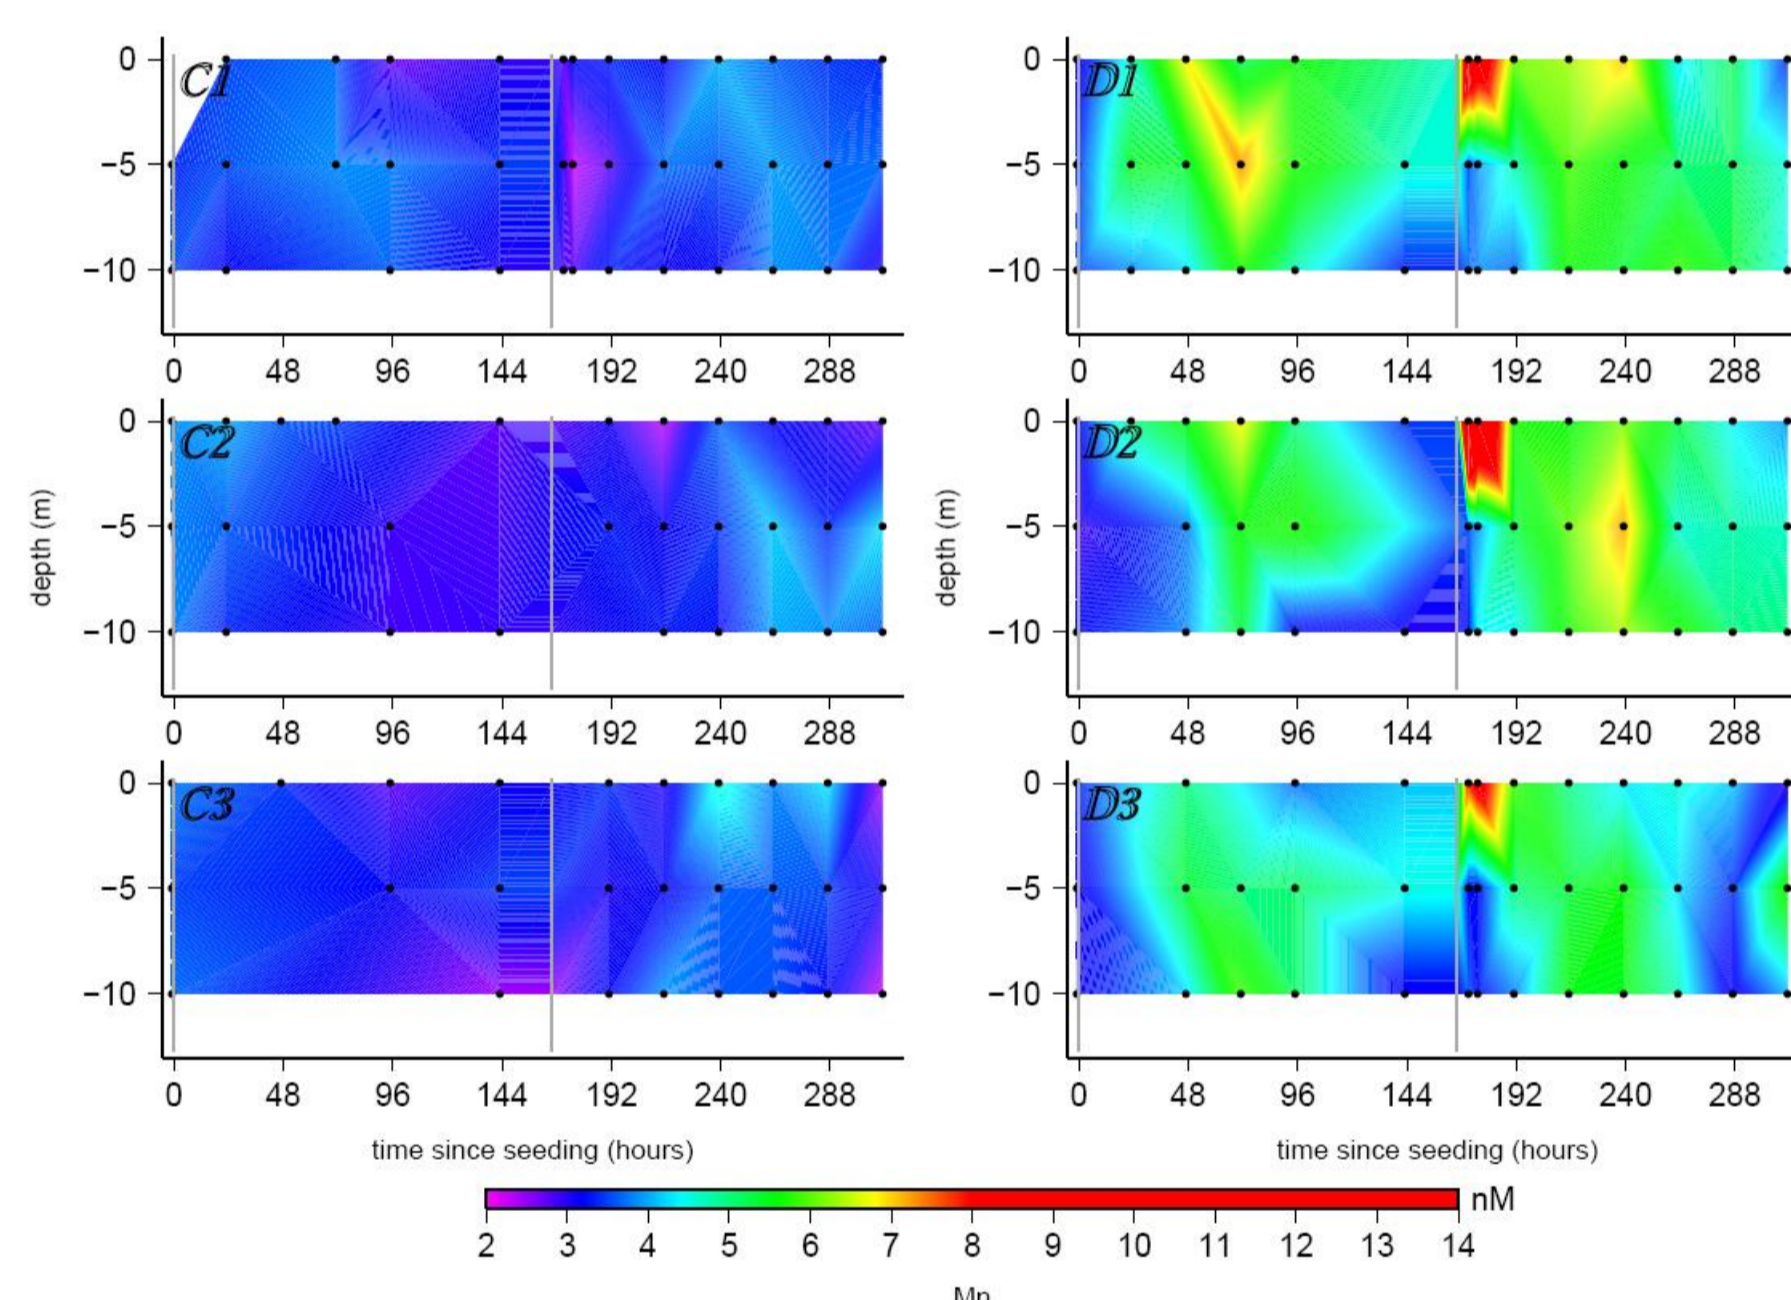 0 C1 0 D1
−5 −5
−10 −10
0 48 96 144 192 240 288 0 48 96 144 192 240 288
0 C2 0 D2
depth (m) −5 depth (m) −5
−10 −10
0 48 96 144 192 240 288 0 48 96 144 192 240 288
0 C3 0 D3
−5 −5
−10 −10
0 48 96 144 192 240 288 0 48 96 144 192 240 288
time since seeding (hours) time since seeding (hours)
nM
2 3 4 5 6 7 8 9 10 11 12 13 14
Mn